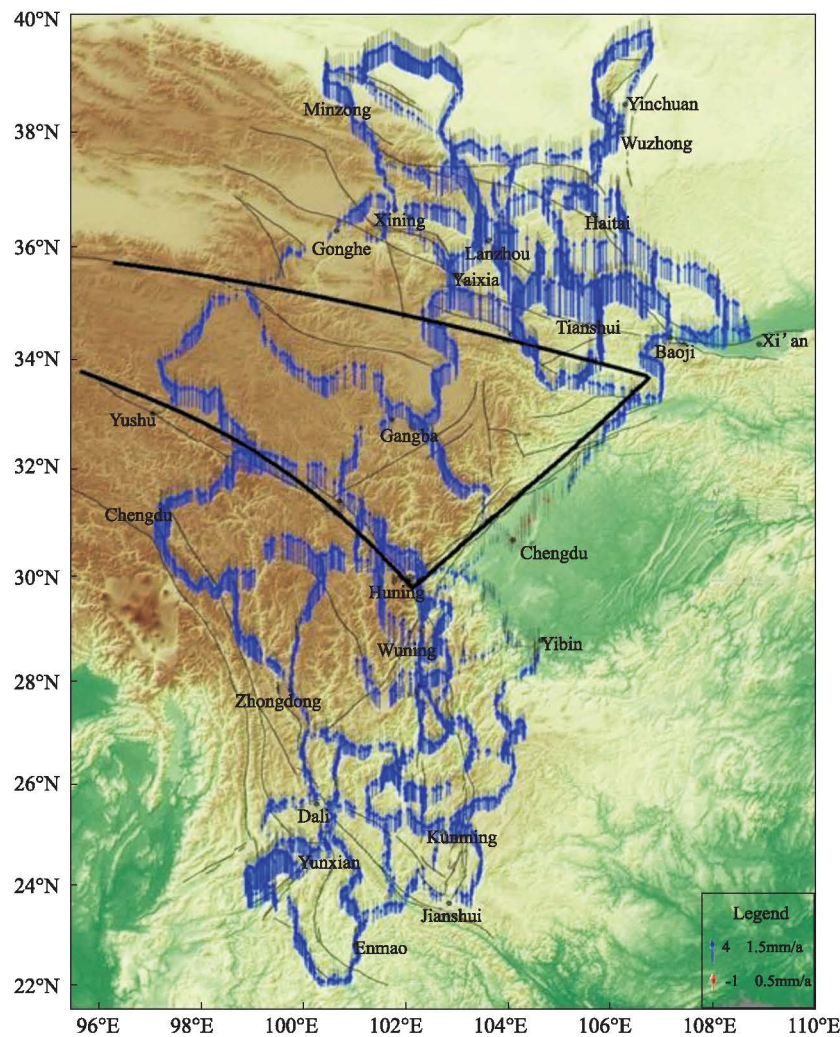 40°N
Minzong
Yinchuan
38°N
Wuzhong
Xining
Haitai
36°N
Gonghe
Lanzhou
Yaixia
Tianshui
Xi'an
Baoji
34°N
Yushu
Gangba
32°N
Chengdu
Chengdu
30°N
Huning
Wuning
Yibin
28°N
Zhongdong
26°N
Dali
Kunming
Yunxian
24°N
Legend
Jianshui
4 1.5mm/a
Enmao
-1 0.5mm/a
22°N
96°E 98°E 100°E 102°E 104°E 106°E 108°E 110°E